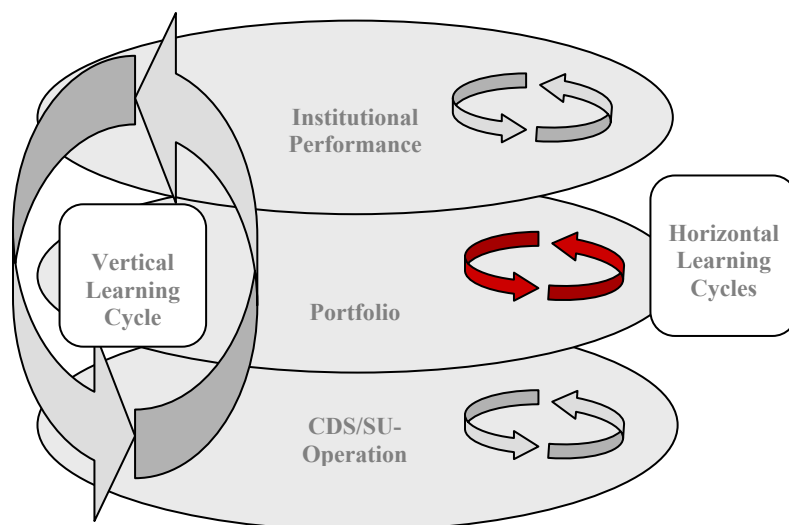 Institutional
Performance
Vertical
Learning
Cycle
Portfolio
Horizontal
Learning
Cycles
CDS/SU-
Operation